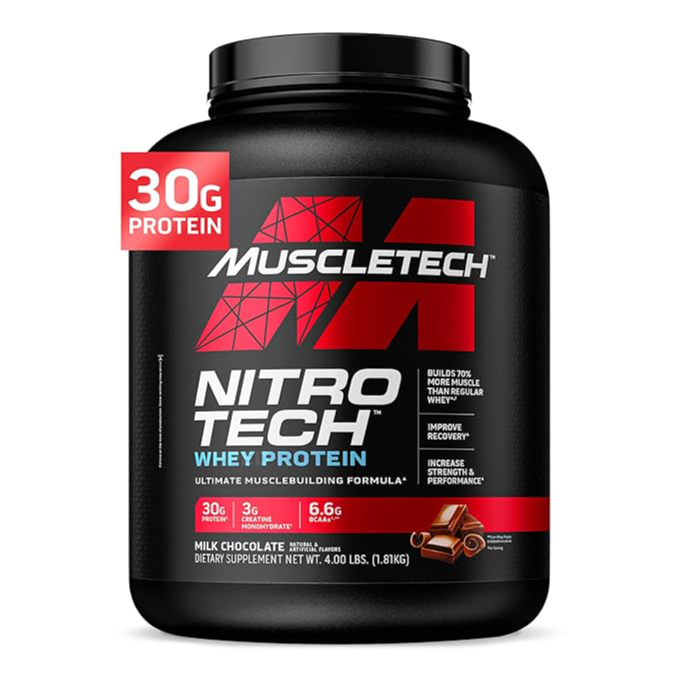 30G
PROTEIN
MUSCLETECH™
NITRO
TECH™
WHEY PROTEIN
ULTIMATE MUSCLEBUILDING FORMULA^
BUILDS 70%
MORE MUSCLE
THAN REGULAR
WHEY
IMPROVE
RECOVERY^
INCREASE
STRENGTH &
PERFORMANCE^
30G
PROTEIN
3G
CREATINE
MONOHYDRATE
6.6G
BCAAs
MILK CHOCOLATE NATURAL & ARTIFICIAL FLAVORS
DIETARY SUPPLEMENT NET WT. 4.00 LBS. (1.81KG)